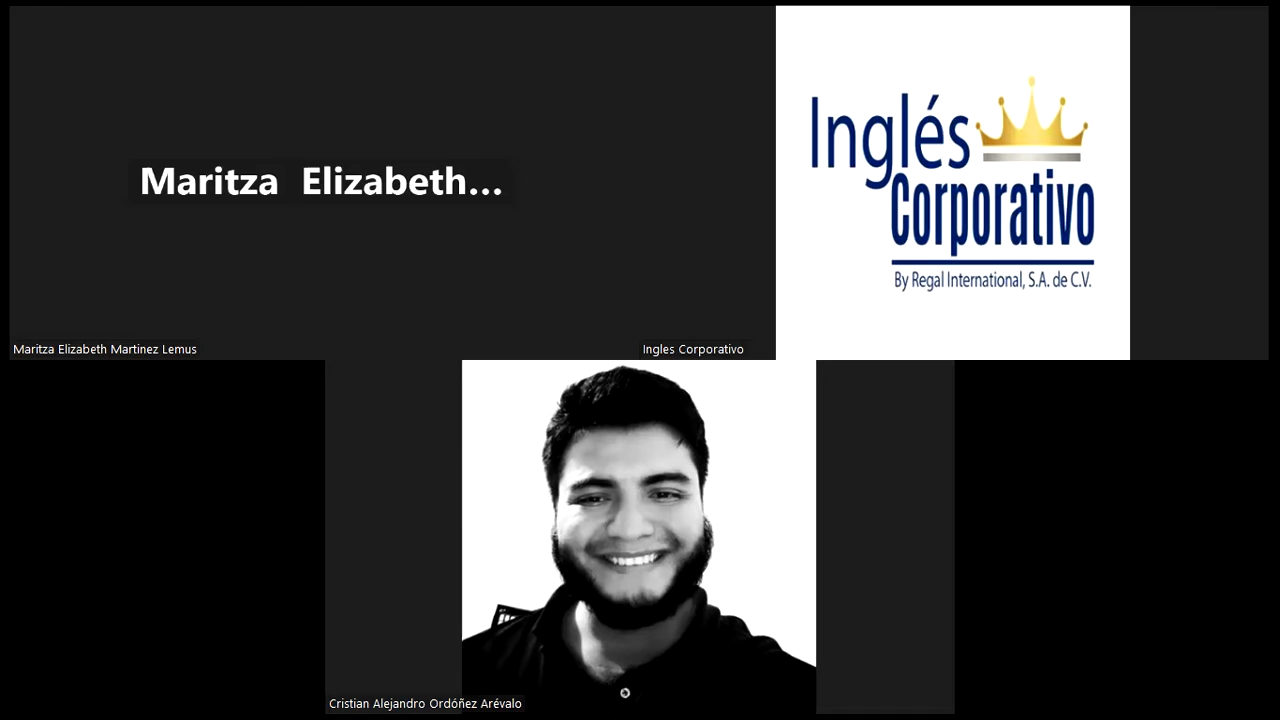 Maritza  Elizabeth...
Maritza Elizabeth Martinez Lemus
Inglés
Corporativo
By Regal International, S.A. de C.V.
Ingles Corporativo
Cristian Alejandro Ordóñez Arévalo